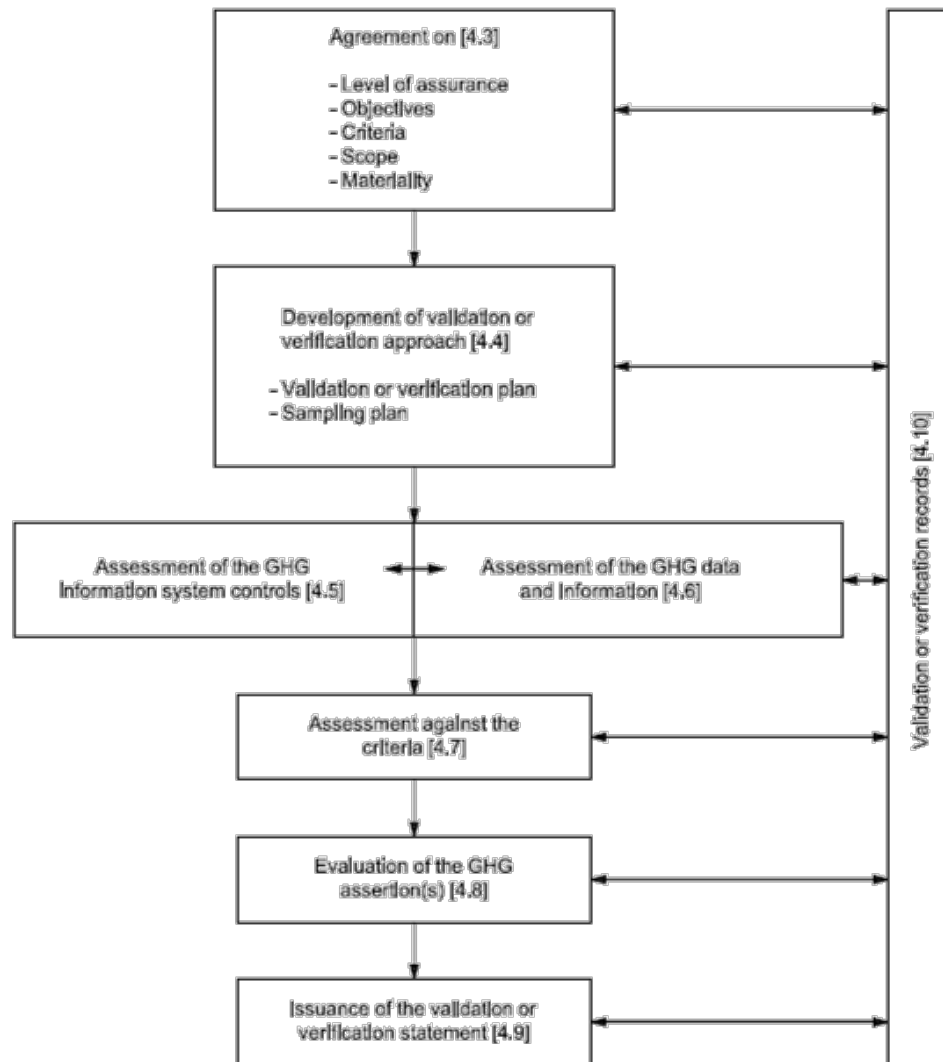 Agreement on [4.3]
– Level of assurance
– Objectives
– Criteria
– Scope
– Materiality
Development of validation or
verification approach [4.4]
– Validation or verification plan
– Sampling plan
Assessment of the GHG
Information system controls [4.5]
Assessment of the GHG data
and Information [4.6]
Assessment against the
criteria [4.7]
Evaluation of the GHG
assertion(s) [4.8]
Issuance of the validation or
verification statement [4.9]
Validation or verification records [4.10]